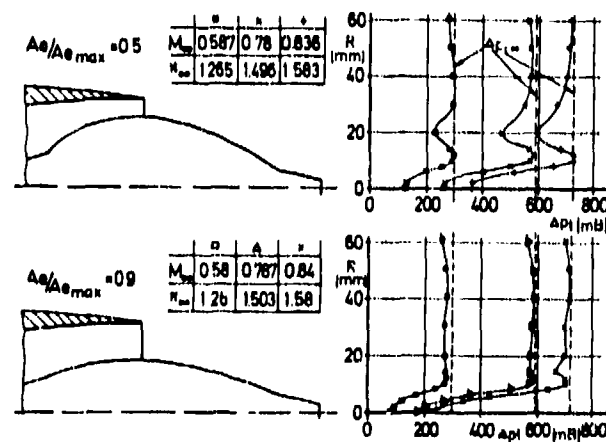 Ae/Ae max = 0.5
M∞ 0.587 0.78 0.836
π∞ 1.265 1.496 1.583
R [mm]
60
40
20
0
0 200 400 600 800
Δpt [mm]
Ae/Ae max = 0.9
M∞ 0.58 0.787 0.84
π∞ 1.26 1.503 1.58
R [mm]
60
40
20
0
0 200 400 600 800
Δpt